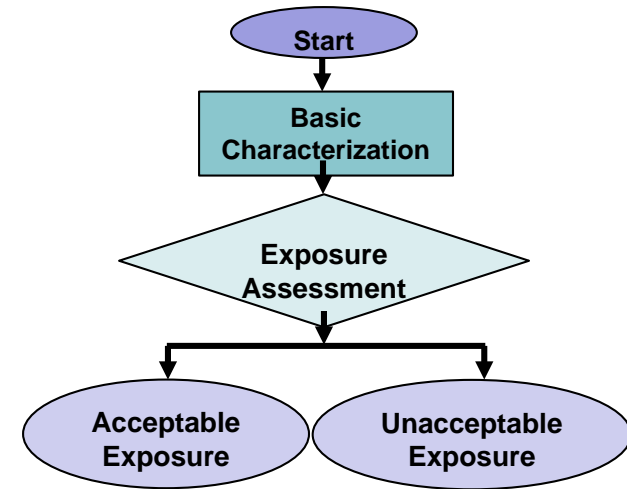 Start
Basic
Characterization
Exposure
Assessment
Acceptable
Exposure
Unacceptable
Exposure